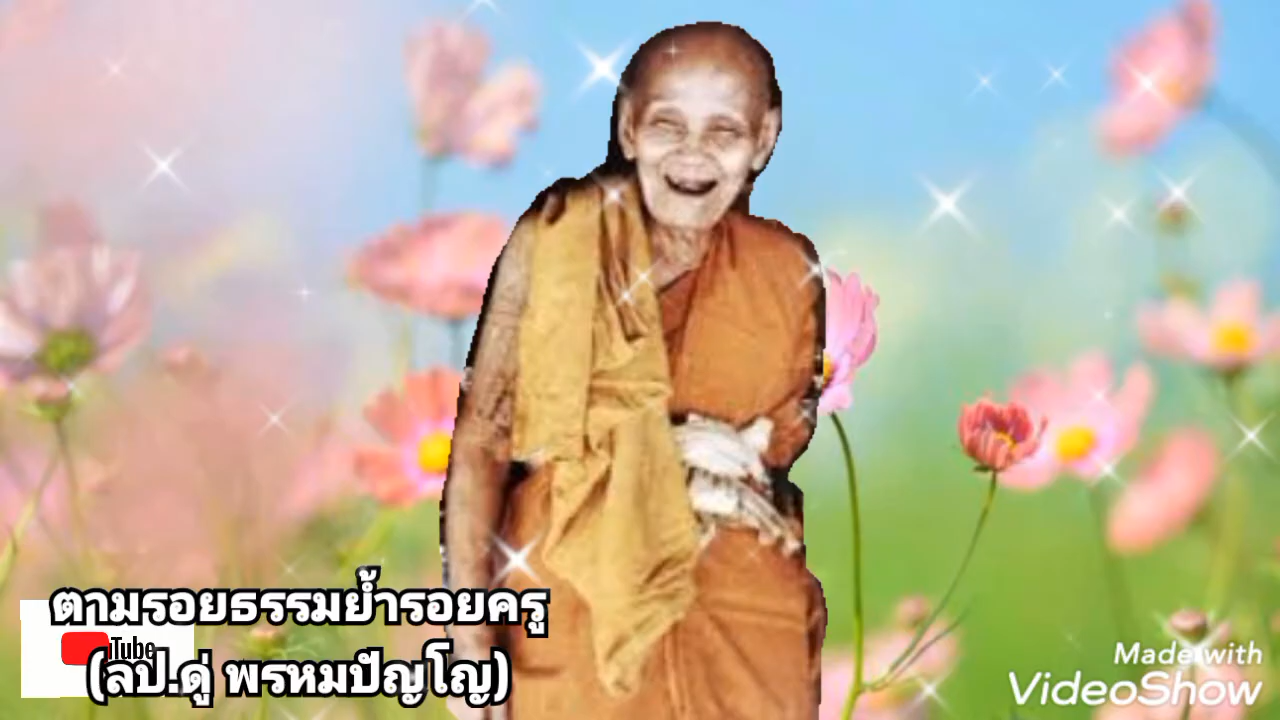 ตามรอยธรรมย้ำรอยครู
Tube
(ลป.ดู่ พรหมปัญโญ)
Made with
VideoShow